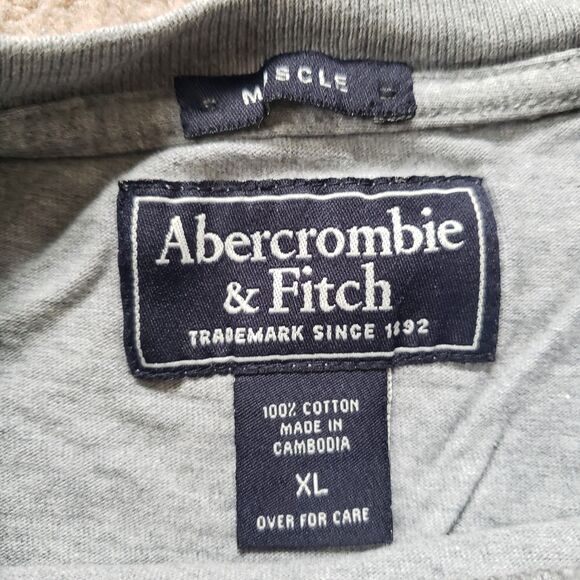 MUSCLE
Abercrombie
& Fitch
TRADEMARK SINCE 1892
100% COTTON
MADE IN
CAMBODIA
XL
OVER FOR CARE